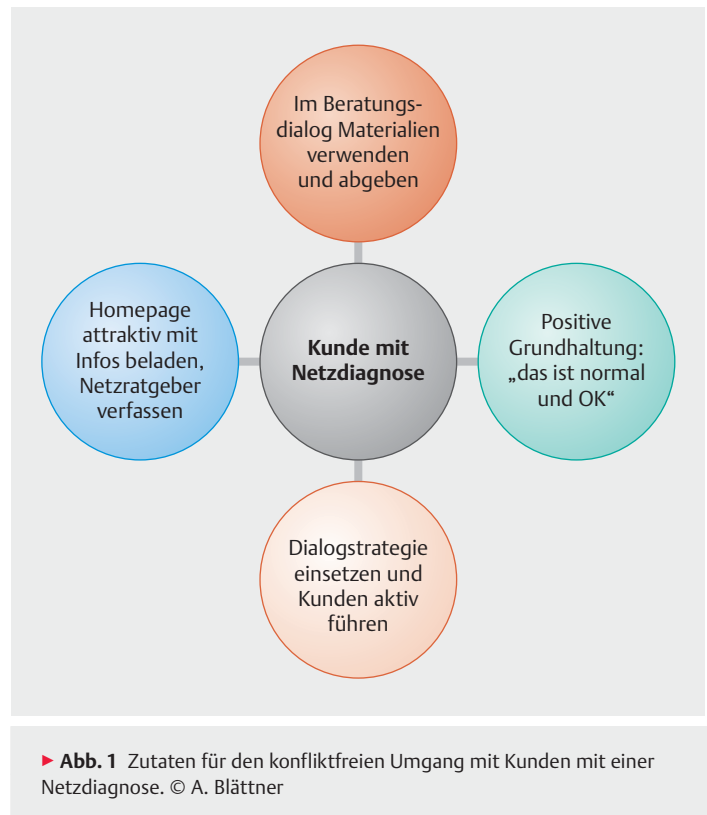 Im Beratungs-
dialog Materialien
verwenden
und abgeben
Homepage
attraktiv mit
Infos beladen,
Netzratgeber
verfassen
Kunde mit
Netzdiagnose
Positive
Grundhaltung:
„das ist normal
und OK“
Dialogstrategie
einsetzen und
Kunden aktiv
führen
▶ Abb. 1 Zutaten für den konfliktfreien Umgang mit Kunden mit einer
Netzdiagnose. © A. Blättner